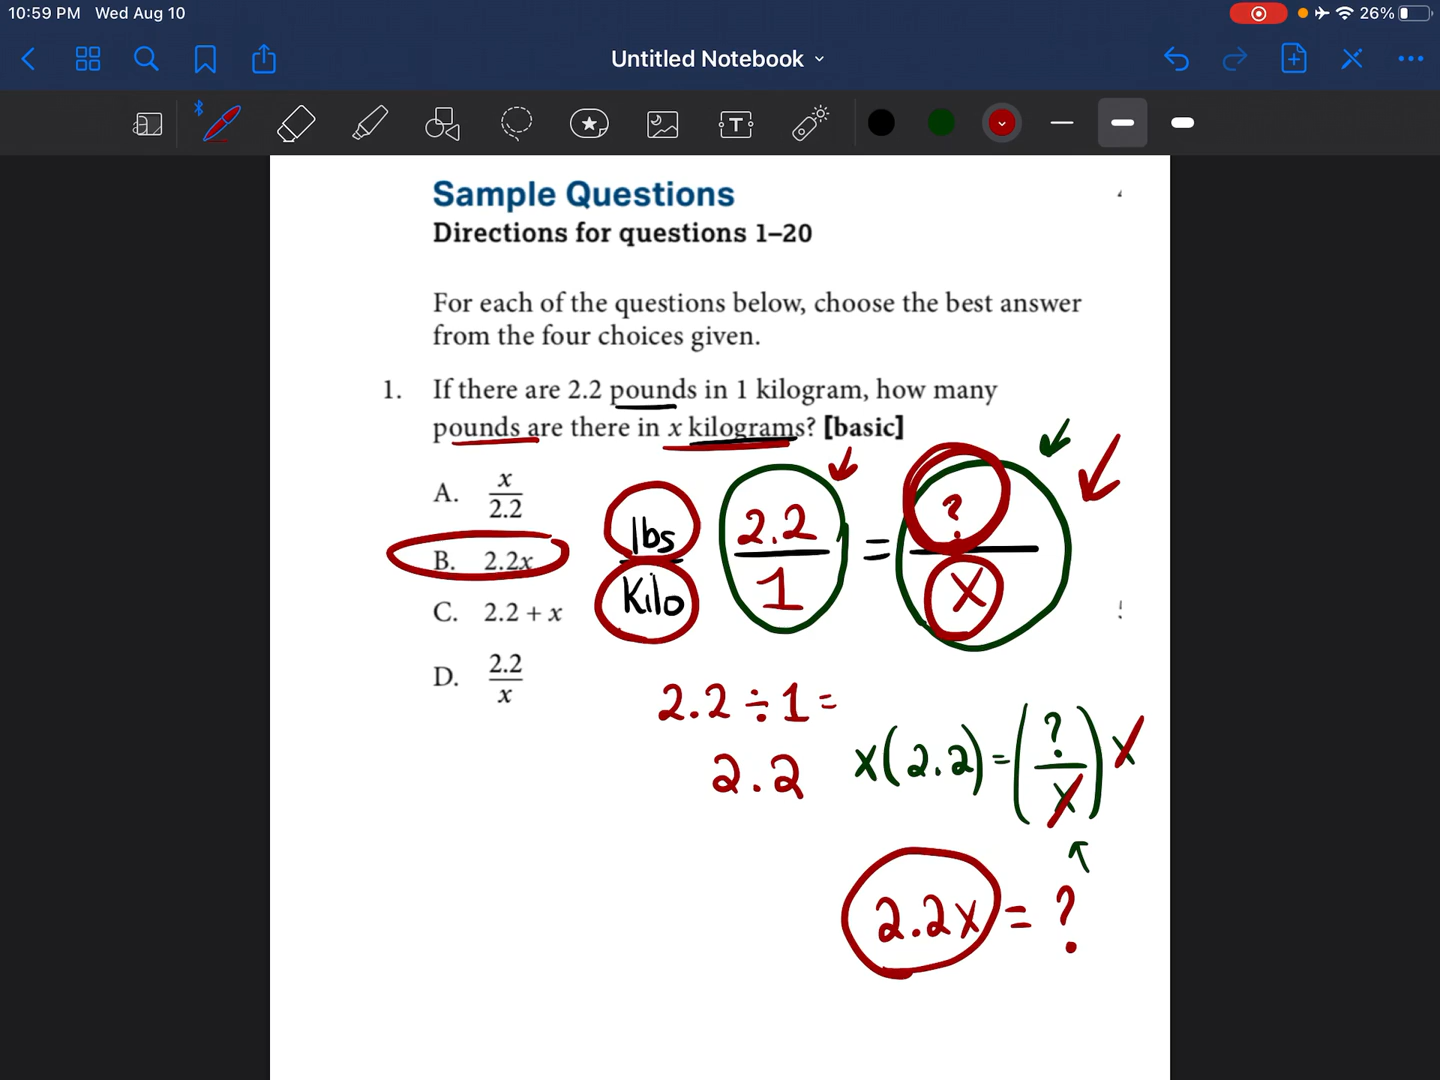 10:59 PM Wed Aug 10
26%
Untitled Notebook
T
Sample Questions
Directions for questions 1–20
For each of the questions below, choose the best answer
from the four choices given.
1. If there are 2.2 pounds in 1 kilogram, how many
pounds are there in x kilograms? [basic]
A. x/2.2
B. 2.2x
C. 2.2 + x
D. 2.2/x
lbs/Kilo 2.2/1 = ?/x
2.2 ÷ 1 =
2.2
x(2.2) = (?/x) x
2.2x = ?